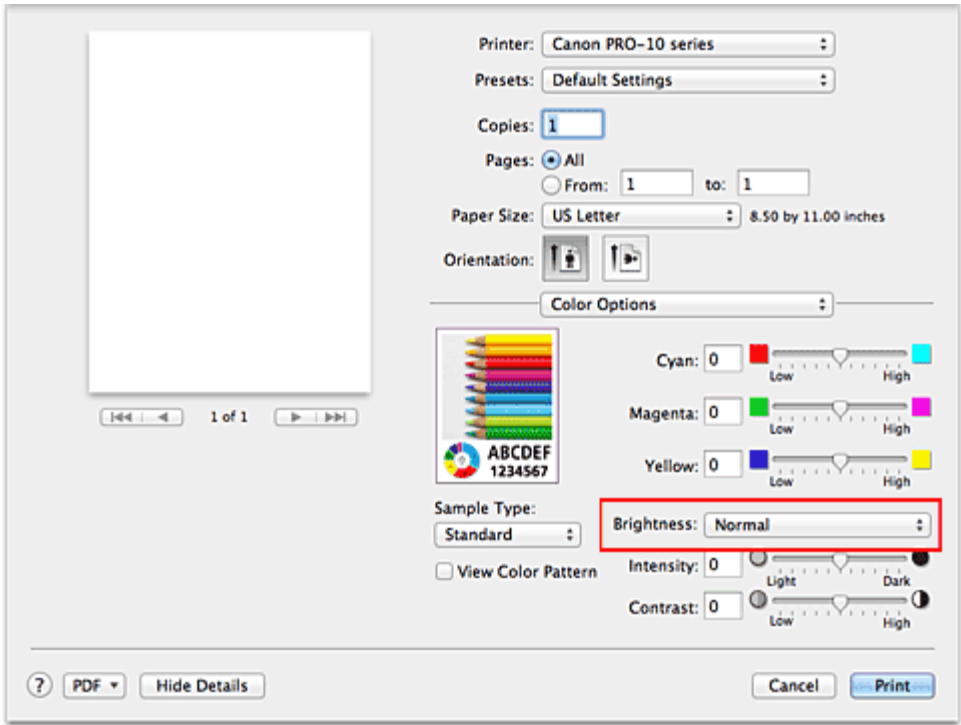 Printer: Canon PRO-10 series
Presets: Default Settings
Copies: 1
Pages: All
From: 1 to: 1
Paper Size: US Letter 8.50 by 11.00 inches
Orientation:
Color Options
1 of 1
Cyan: 0
Low High
Magenta: 0
Low High
Yellow: 0
Low High
ABCDEF
1234567
Sample Type:
Standard
View Color Pattern
Brightness: Normal
Intensity: 0
Light Dark
Contrast: 0
Low High
? PDF Hide Details Cancel Print